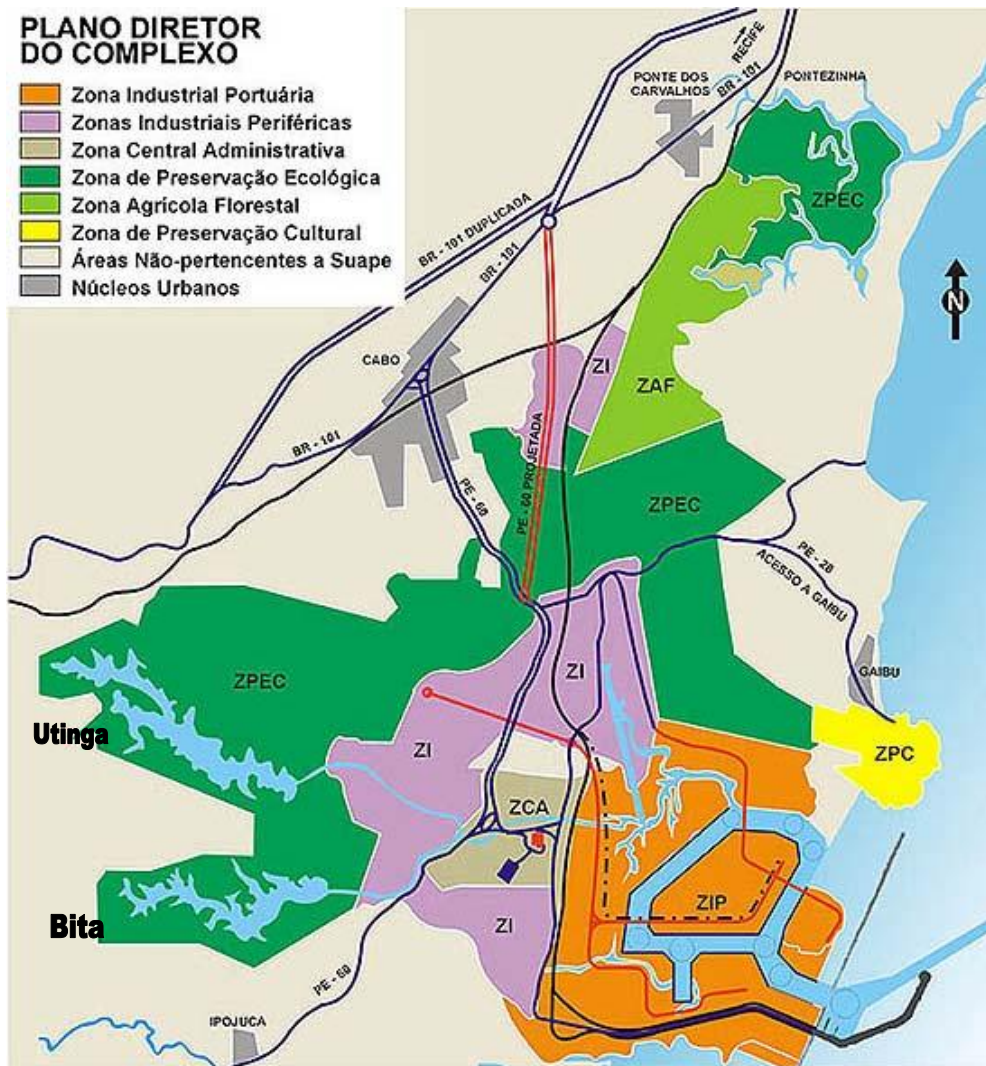 PLANO DIRETOR
DO COMPLEXO
Zona Industrial Portuária
Zonas Industriais Periféricas
Zona Central Administrativa
Zona de Preservação Ecológica
Zona Agrícola Florestal
Zona de Preservação Cultural
Áreas Não-pertencentes a Suape
Núcleos Urbanos
RECIFE
PONTE DOS
CARVALHOS
BR - 101
PONTEZINHA
ZPEC
BR - 101 DUPLICADA
BR - 101
N
CABO
ZI
ZAF
BR - 101
PE - 60
PE - 60 PROJETADA
ZPEC
PE - 28
ACESSO A GAIBU
GAIBU
ZPEC
ZI
Utinga
ZI
ZPC
ZCA
ZIP
Bita
ZI
PE - 60
IPOJUCA